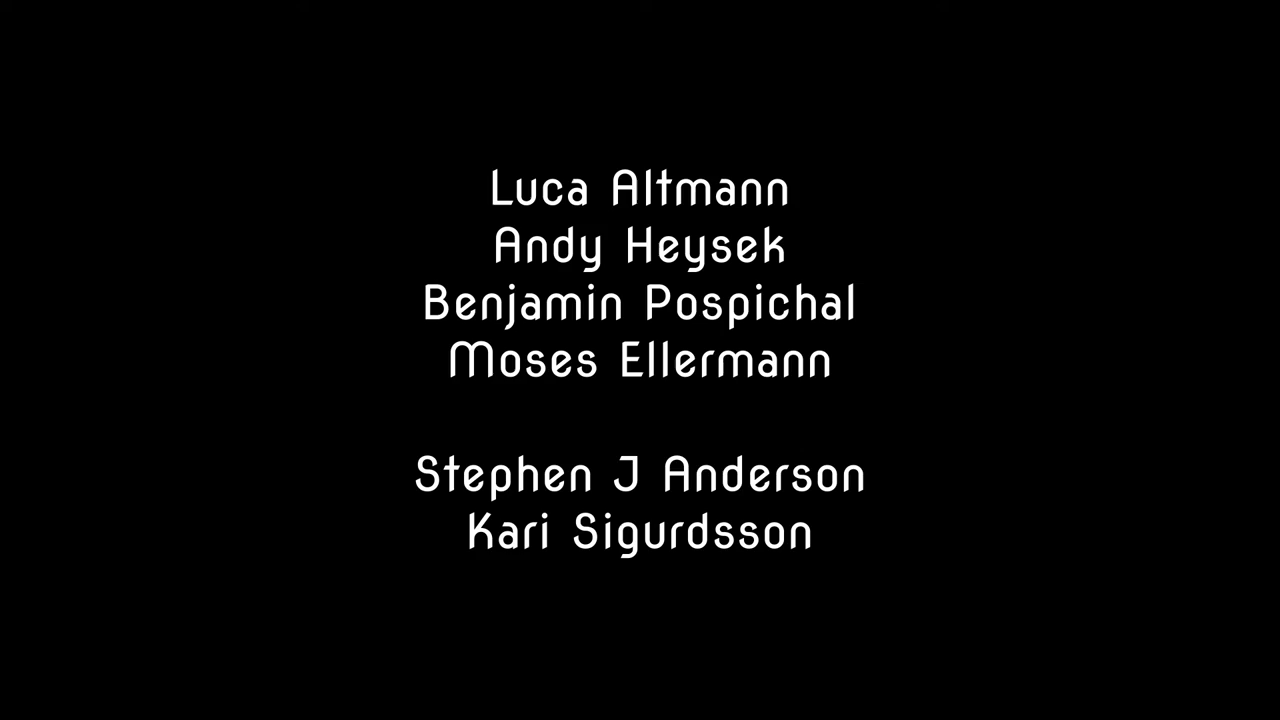 Luca Altmann
Andy Heysek
Benjamin Pospichal
Moses Ellermann
Stephen J Anderson
Kari Sigurdsson